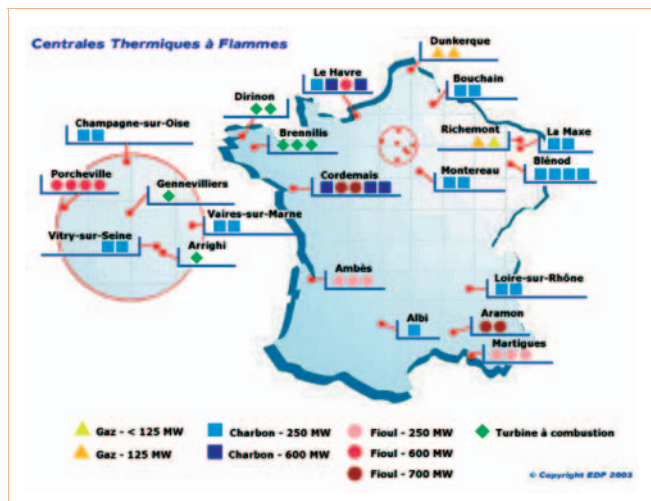 Centrales Thermiques à Flammes
Dunkerque
Le Havre
Bouchain
Dirinon
Champagne-sur-Oise
Brennilis
Richemont
La Maxe
Blénod
Porcheville
Gennevilliers
Cordemais
Montereau
Vaires-sur-Marne
Vitry-sur-Seine
Arrighi
Ambès
Loire-sur-Rhône
Albi
Aramon
Martigues
Gaz - < 125 MW
Charbon - 250 MW
Fioul - 250 MW
Turbine à combustion
Gaz - 125 MW
Charbon - 600 MW
Fioul - 600 MW
Fioul - 700 MW
© Copyright EDF 2003